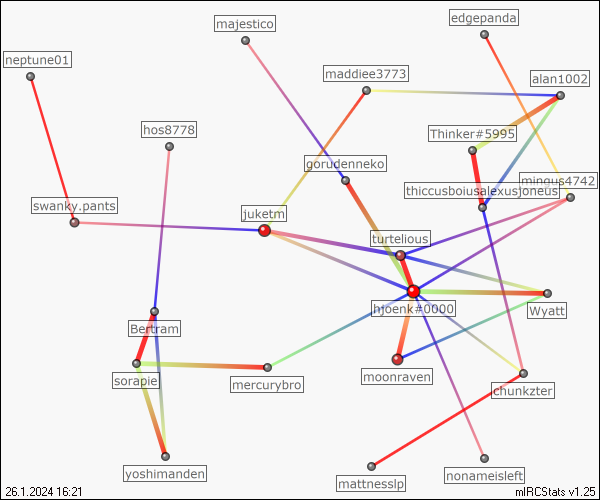 majestico
edgepanda
neptune01
maddiee3773
alan1002
hos8778
Thinker#5995
gorudenneko
mingus4742
thiccusboiusalexusjoneus
swanky.pants
juketm
turtelious
hjoenk#0000
Wyatt
Bertram
moonraven
sorapie
mercurybro
chunkzter
yoshimanden
mattnesslp
nonameisleft
26.1.2024 16:21
mIRCStats v1.25